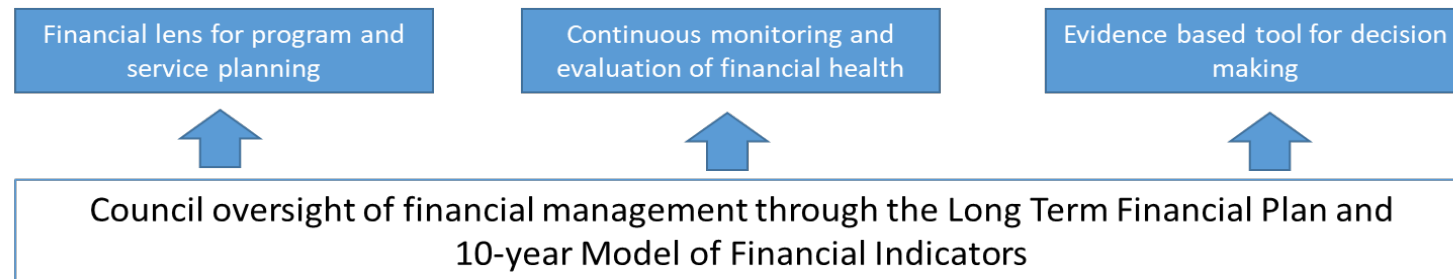 Financial lens for program and
service planning
Continuous monitoring and
evaluation of financial health
Evidence based tool for decision
making
Council oversight of financial management through the Long Term Financial Plan and
10-year Model of Financial Indicators